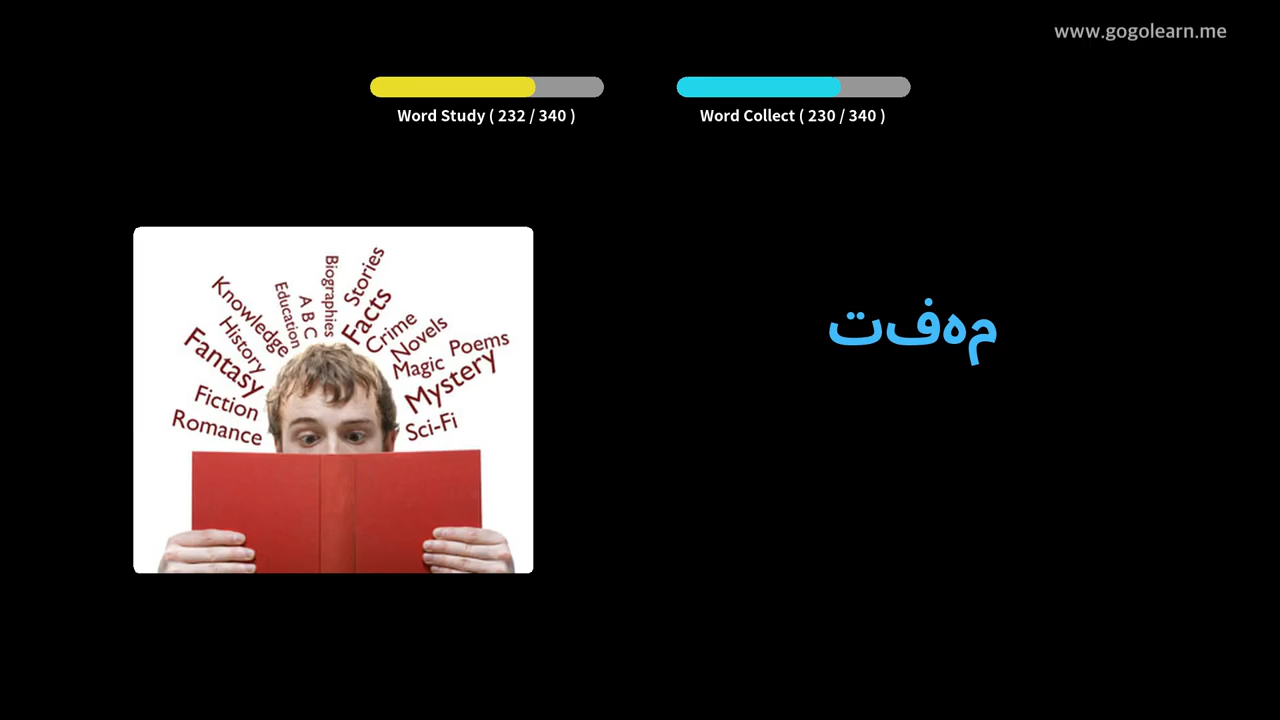 www.gogolearn.me
Word Study ( 232 / 340 )
Word Collect ( 230 / 340 )
Biographies
Stories
Education
A B C
Facts
Knowledge
Crime
History
Novels
Poems
Fantasy
Magic
Mystery
Fiction
Romance
Sci-Fi
تفهم